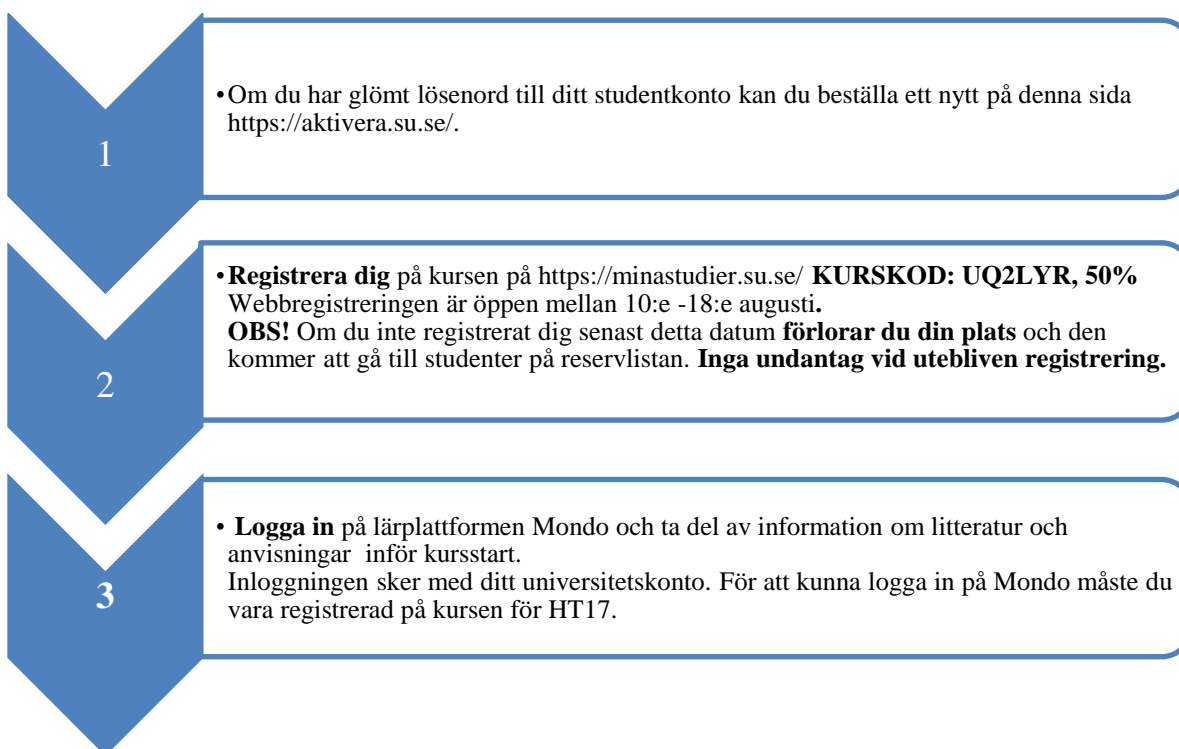 1
•Om du har glömt lösenord till ditt studentkonto kan du beställa ett nytt på denna sida
https://aktivera.su.se/.
2
•Registrera dig på kursen på https://minastudier.su.se/ KURSKOD: UQ2LYR, 50%
Webbregistreringen är öppen mellan 10:e -18:e augusti.
OBS! Om du inte registrerat dig senast detta datum förlorar du din plats och den
kommer att gå till studenter på reservlistan. Inga undantag vid utebliven registrering.
3
• Logga in på lärplattformen Mondo och ta del av information om litteratur och
anvisningar  inför kursstart.
Inloggningen sker med ditt universitetskonto. För att kunna logga in på Mondo måste du
vara registrerad på kursen för HT17.